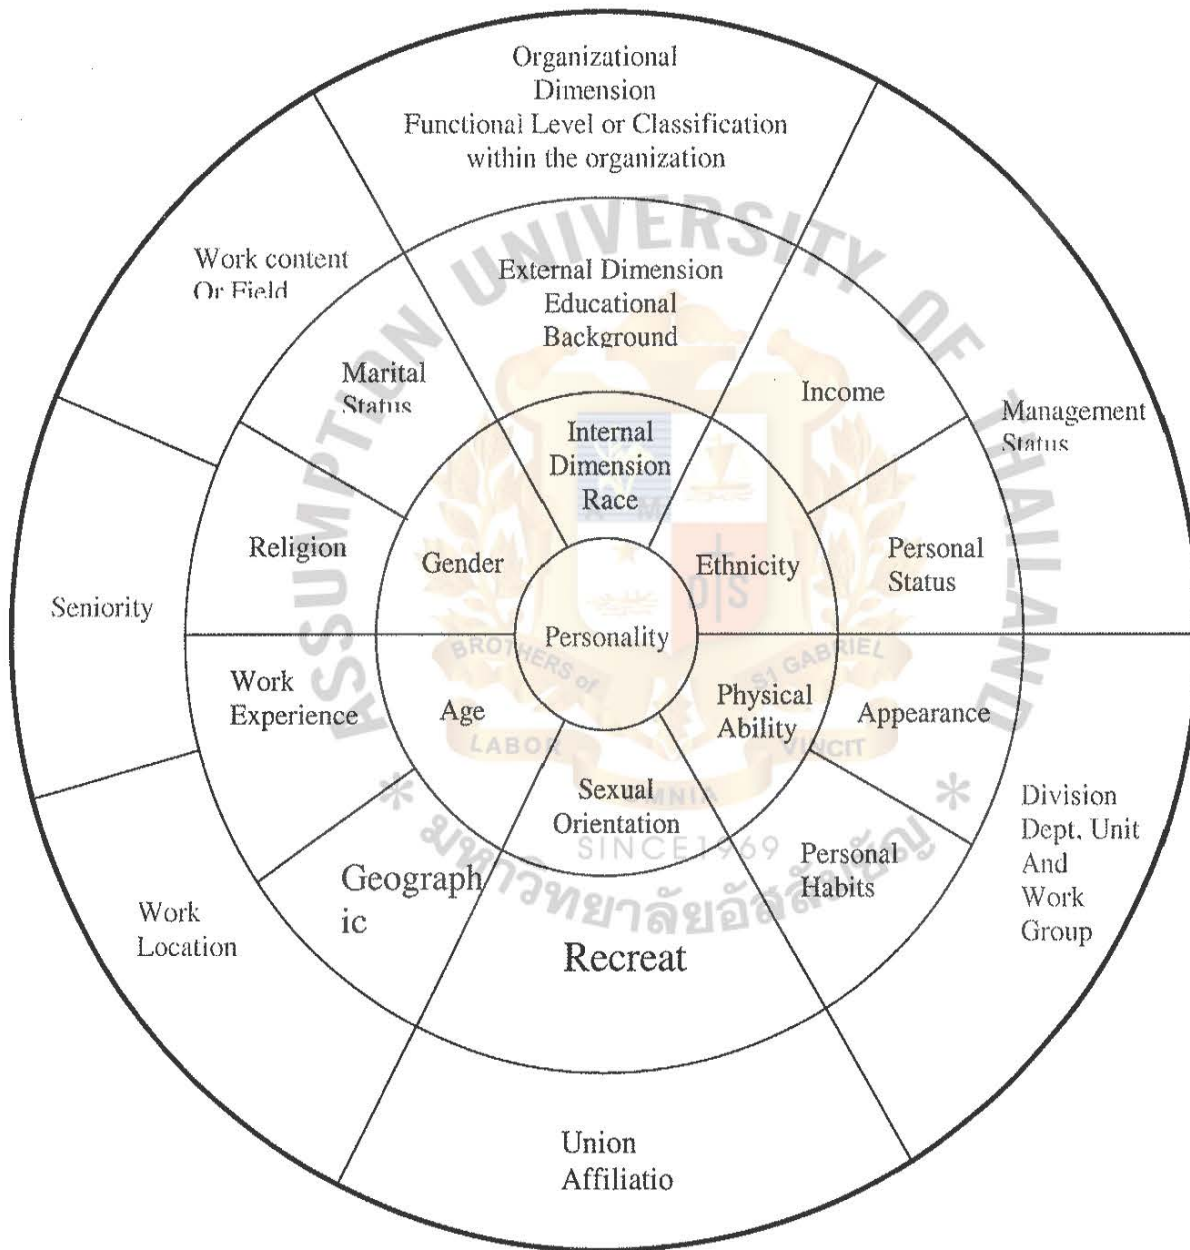 Organizational
Dimension
Functional Level or Classification
within the organization
Work content
Or Field
External Dimension
Educational
Background
Marital
Status
Income
Management
Status
Internal
Dimension
Race
Religion
Gender
Ethnicity
Personal
Status
Seniority
Personality
Work
Experience
Age
Physical
Ability
Appearance
Sexual
Orientation
Personal
Habits
Division
Dept. Unit
And
Work
Group
Geograph
ic
Work
Location
Recreat
Union
Affiliatio
ASSUMPTION UNIVERSITY OF THAILAND
BROTHERS of
ST GABRIEL
D S
LABOR
OMNIA
VINCIT
SINCE1969
* มหาวิทยาลัยอัสสัมชัญ *